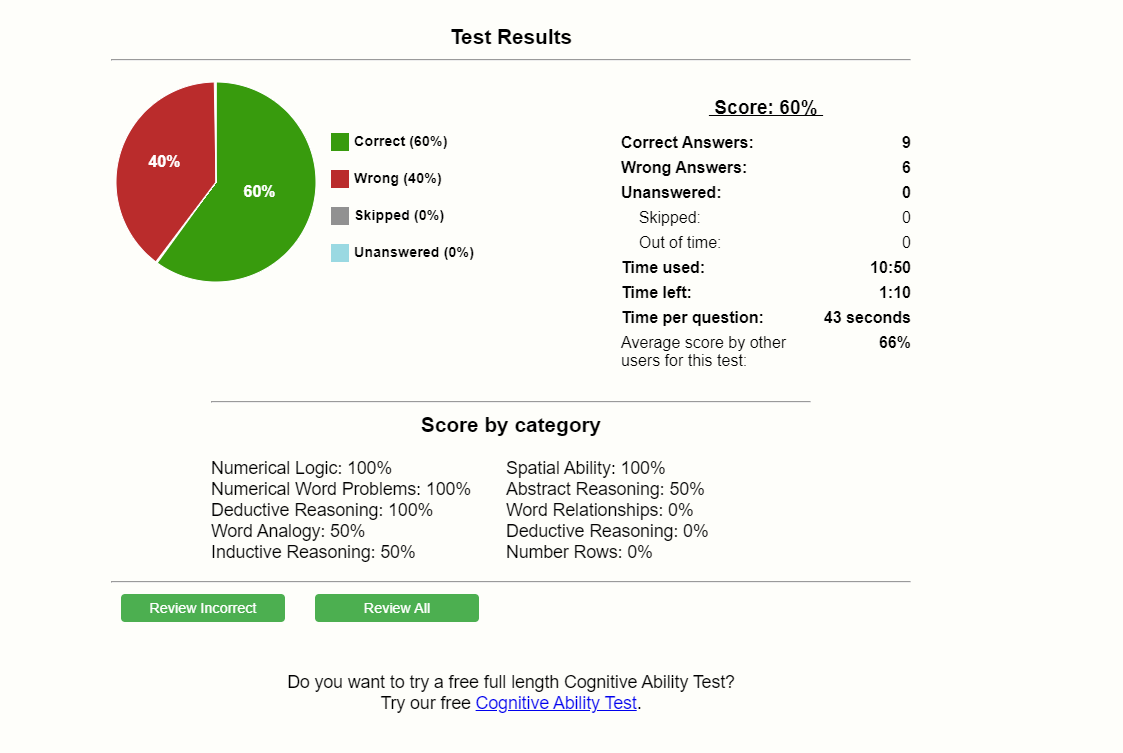 Test Results
40%
60%
Correct (60%)
Wrong (40%)
Skipped (0%)
Unanswered (0%)
Score: 60%
Correct Answers: 9
Wrong Answers: 6
Unanswered: 0
Skipped: 0
Out of time: 0
Time used: 10:50
Time left: 1:10
Time per question: 43 seconds
Average score by other 66%
users for this test:
Score by category
Numerical Logic: 100%
Numerical Word Problems: 100%
Deductive Reasoning: 100%
Word Analogy: 50%
Inductive Reasoning: 50%
Spatial Ability: 100%
Abstract Reasoning: 50%
Word Relationships: 0%
Deductive Reasoning: 0%
Number Rows: 0%
Review Incorrect
Review All
Do you want to try a free full length Cognitive Ability Test?
Try our free Cognitive Ability Test.